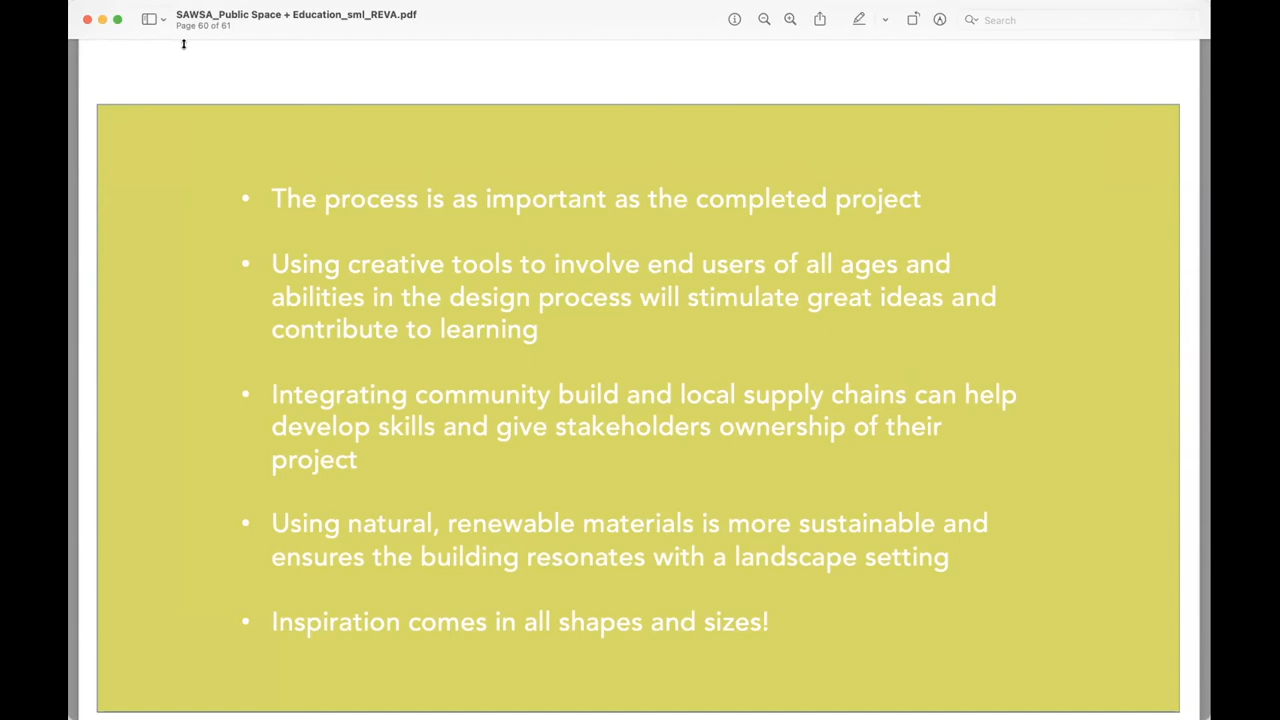 SAWSA_Public Space + Education_sml_REVA.pdf
Page 60 of 61
Search
• The process is as important as the completed project
• Using creative tools to involve end users of all ages and
abilities in the design process will stimulate great ideas and
contribute to learning
• Integrating community build and local supply chains can help
develop skills and give stakeholders ownership of their
project
• Using natural, renewable materials is more sustainable and
ensures the building resonates with a landscape setting
• Inspiration comes in all shapes and sizes!